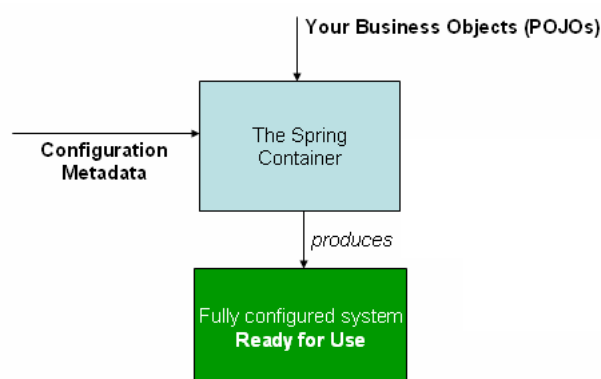 Your Business Objects (POJOs)
The Spring
Container
Configuration
Metadata
produces
Fully configured system
Ready for Use